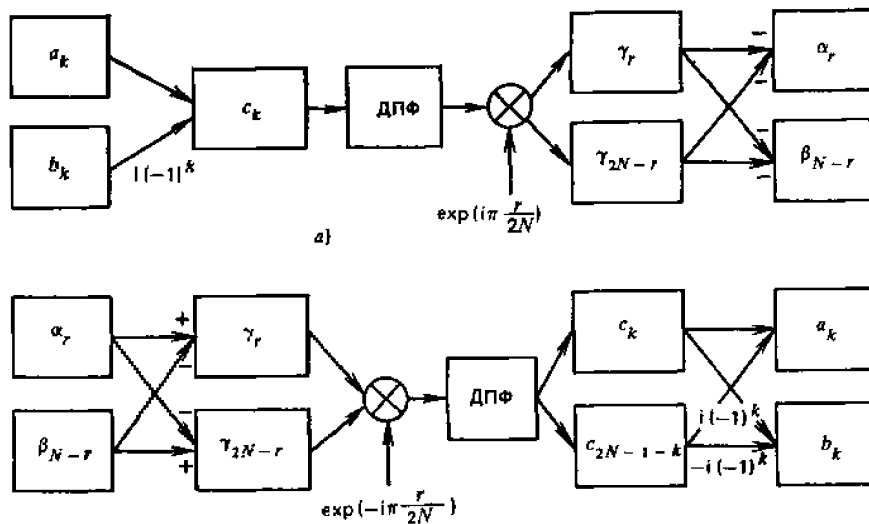 a_k
b_k
i(-1)^k
c_k
ДПФ
exp(iπ r/2N)
γ_r
γ_{2N-r}
-
-
-
-
α_r
β_{N-r}
а)
α_r
β_{N-r}
+
-
-
+
γ_r
γ_{2N-r}
exp(-iπ r/2N)
ДПФ
c_k
c_{2N-1-k}
i(-1)^k
-i(-1)^k
a_k
b_k